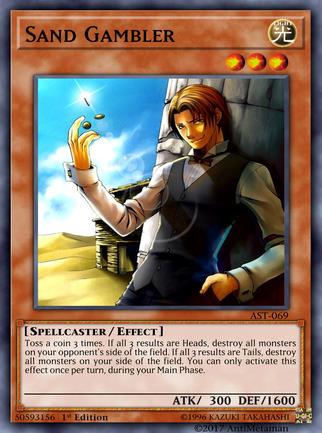 SAND GAMBLER
LIGHT
光
AST-069
[SPELLCASTER / EFFECT]
Toss a coin 3 times. If all 3 results are Heads, destroy all
monsters on your opponent's side of the field. If all 3 results are Tails, destroy
all monsters on your side of the field. You can only activate
this effect once per turn, during your Main Phase.
ATK/ 300 DEF/1600
50593156 1st Edition ©1996 KAZUKI TAKAHASHI
©2017 AntiMetaman